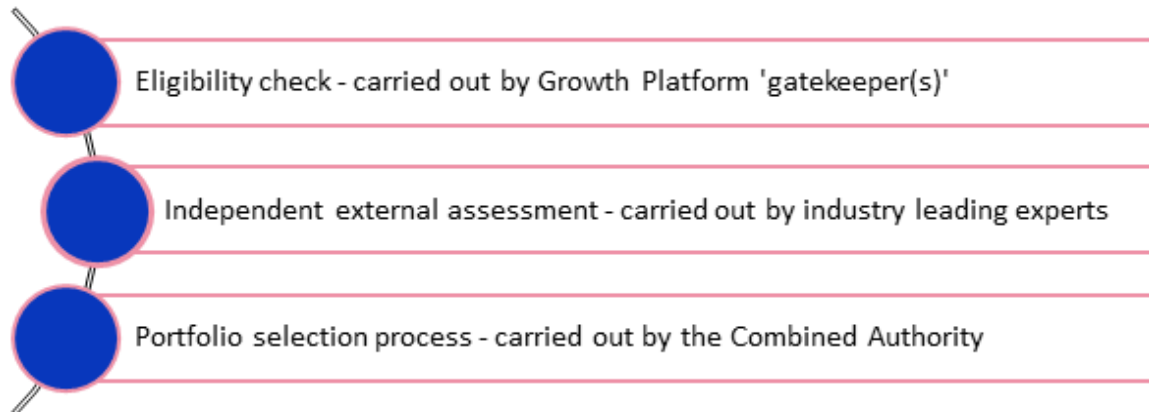 Eligibility check - carried out by Growth Platform 'gatekeeper(s)'
Independent external assessment - carried out by industry leading experts
Portfolio selection process - carried out by the Combined Authority